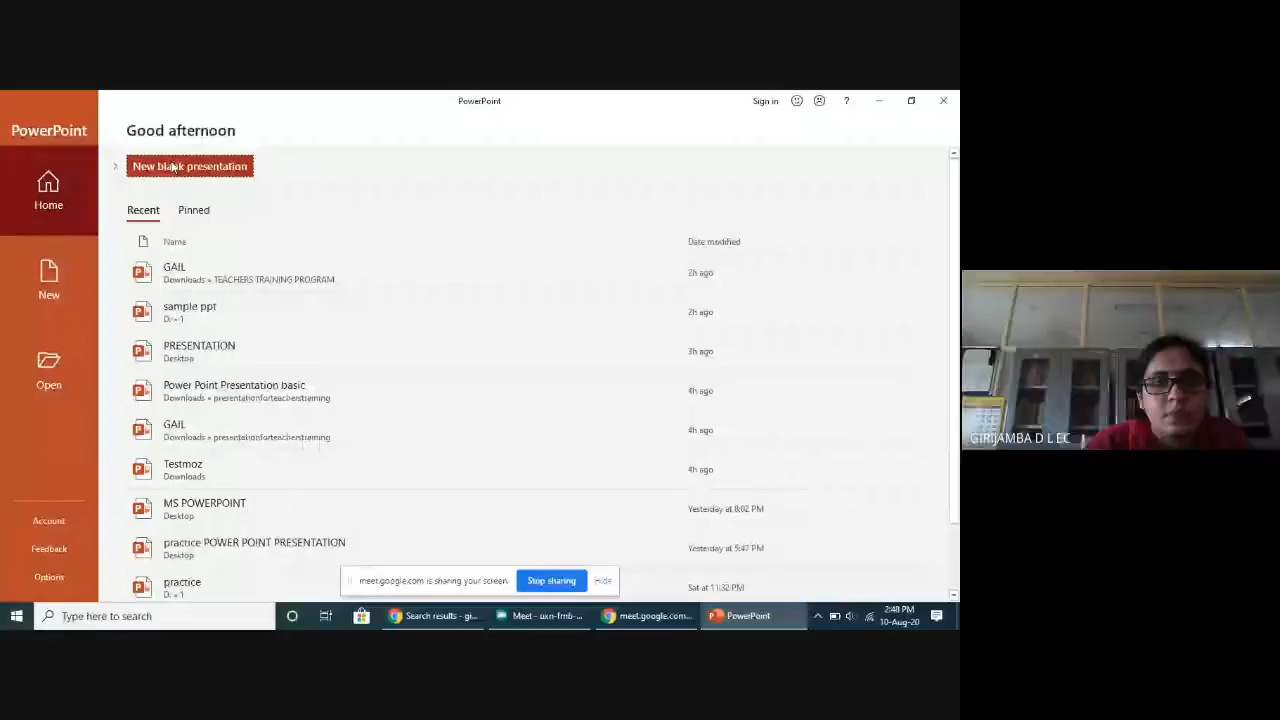 PowerPoint
Sign in
?
PowerPoint
Good afternoon
New blank presentation
Home
Recent
Pinned
Name
Date modified
GAIL
2h ago
Downloads » TEACHERS TRAINING PROGRAM
New
sample ppt
2h ago
PRESENTATION
3h ago
Desktop
Open
Power Point Presentation basic
4h ago
Downloads » presentationforteacherstraining
GAIL
4h ago
Downloads » presentationforteacherstraining
GIRIJAMBA D L EC
Testmoz
4h ago
Downloads
MS POWERPOINT
Yesterday at 8:02 PM
Desktop
Account
practice POWER POINT PRESENTATION
Yesterday at 5:47 PM
Desktop
Feedback
Options
practice
Sat at 11:32 PM
meet.google.com is sharing your screen.
Stop sharing
Hide
Type here to search
Search results - gi...
meet.google.com...
PowerPoint
2:48 PM
10-Aug-20